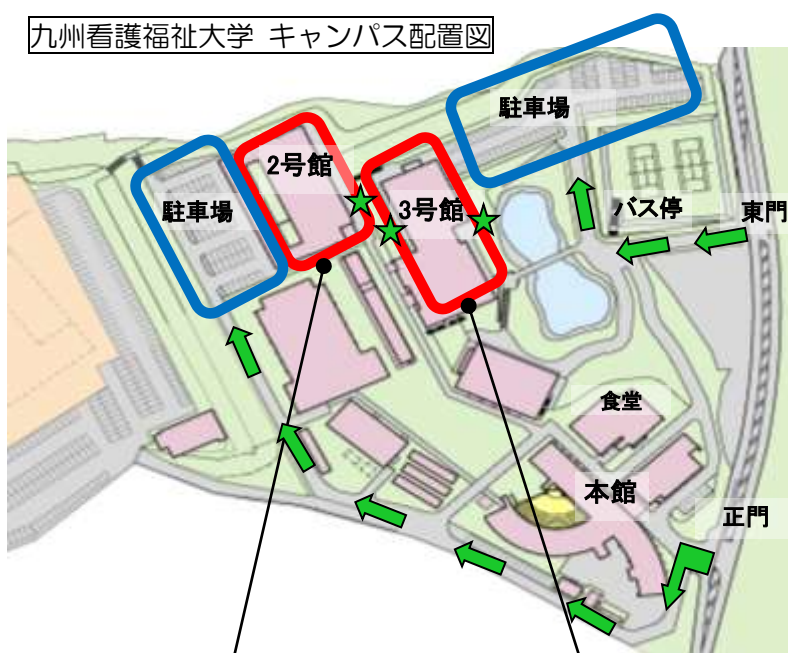 九州看護福祉大学 キャンパス配置図
駐車場
2号館
駐車場
3号館
バス停
東門
食堂
本館
正門